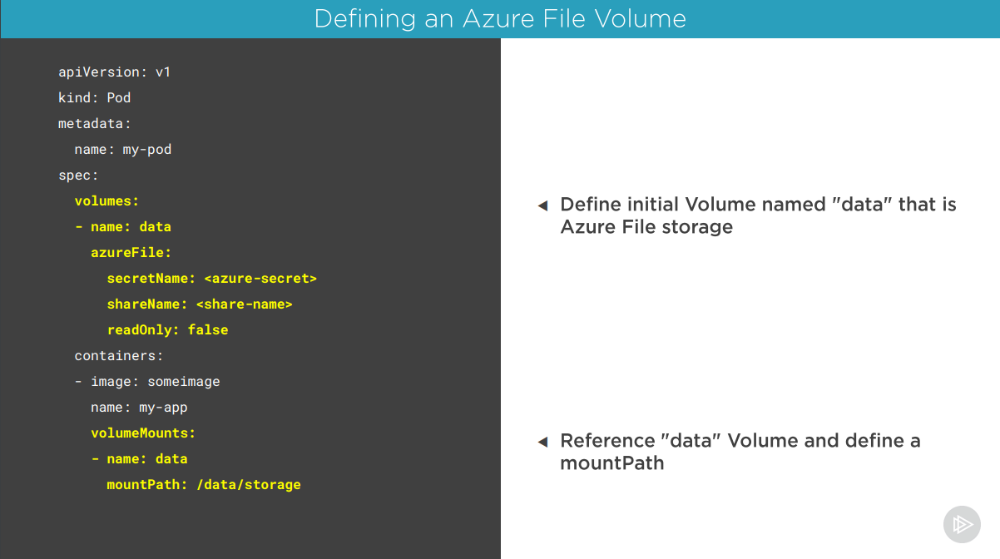 Defining an Azure File Volume
apiVersion: v1
kind: Pod
metadata:
  name: my-pod
spec:
  volumes:
  - name: data
    azureFile:
      secretName: <azure-secret>
      shareName: <share-name>
      readOnly: false
  containers:
  - image: someimage
    name: my-app
    volumeMounts:
    - name: data
      mountPath: /data/storage
Define initial Volume named "data" that is
Azure File storage
Reference "data" Volume and define a
mountPath